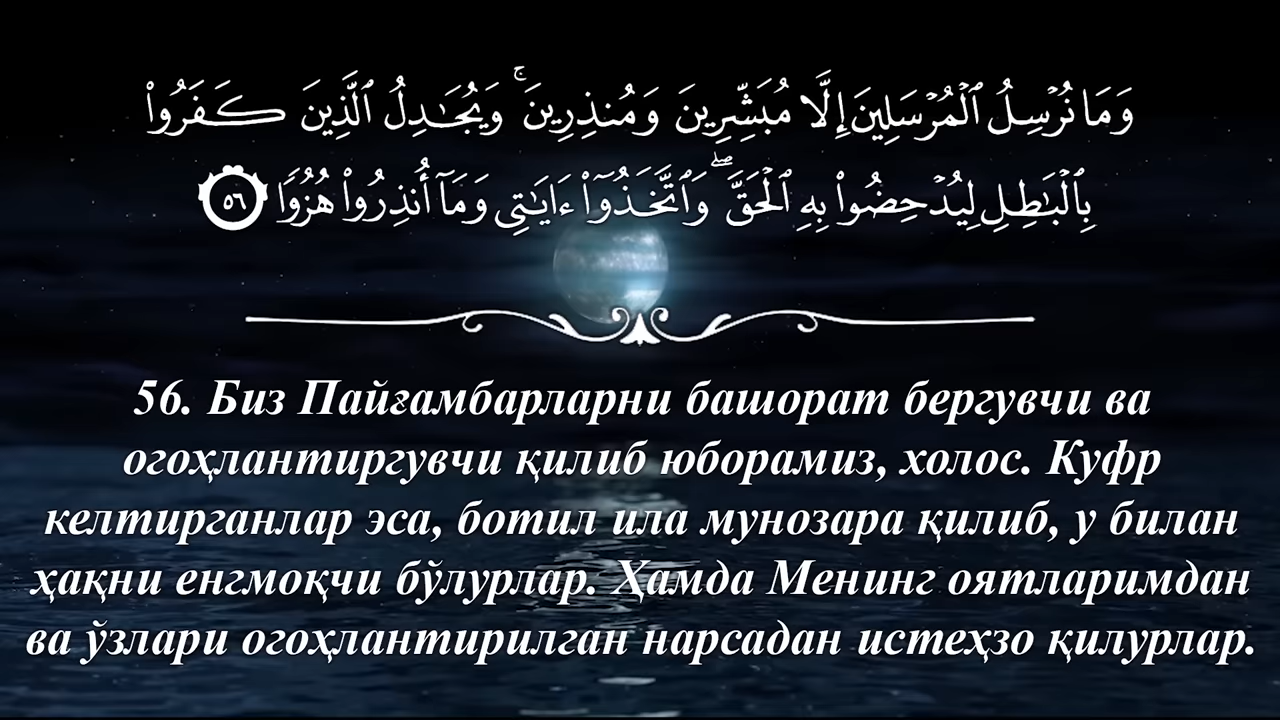 وَمَا نُرْسِلُ ٱلْمُرْسَلِينَ إِلَّا مُبَشِّرِينَ وَمُنذِرِينَ ۚ وَيُجَـٰدِلُ ٱلَّذِينَ كَفَرُوا۟
بِٱلْبَـٰطِلِ لِيُدْحِضُوا۟ بِهِ ٱلْحَقَّ ۖ وَٱتَّخَذُوٓا۟ ءَايَـٰتِى وَمَآ أُنذِرُوا۟ هُزُوًا ٥٦
56. Биз Пайғамбарларни башорат бергувчи ва
огоҳлантиргувчи қилиб юборамиз, холос. Куфр
келтирганлар эса, ботил ила мунозара қилиб, у билан
ҳақни енгмоқчи бўлурлар. Ҳамда Менинг оятларимдан
ва ўзлари огоҳлантирилган нарсадан истеҳзо қилурлар.